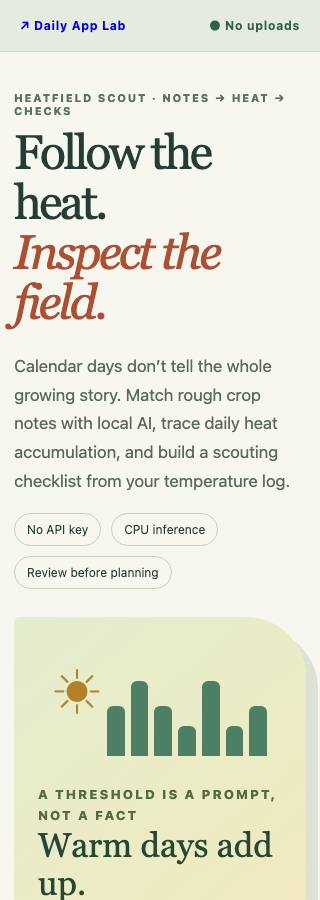 ↗ Daily App Lab
No uploads
HEATFIELD SCOUT · NOTES → HEAT →
CHECKS
Follow the
heat.
Inspect the
field.
Calendar days don’t tell the whole
growing story. Match rough crop
notes with local AI, trace daily heat
accumulation, and build a scouting
checklist from your temperature log.
No API key
CPU inference
Review before planning
A THRESHOLD IS A PROMPT,
NOT A FACT
Warm days add
up.